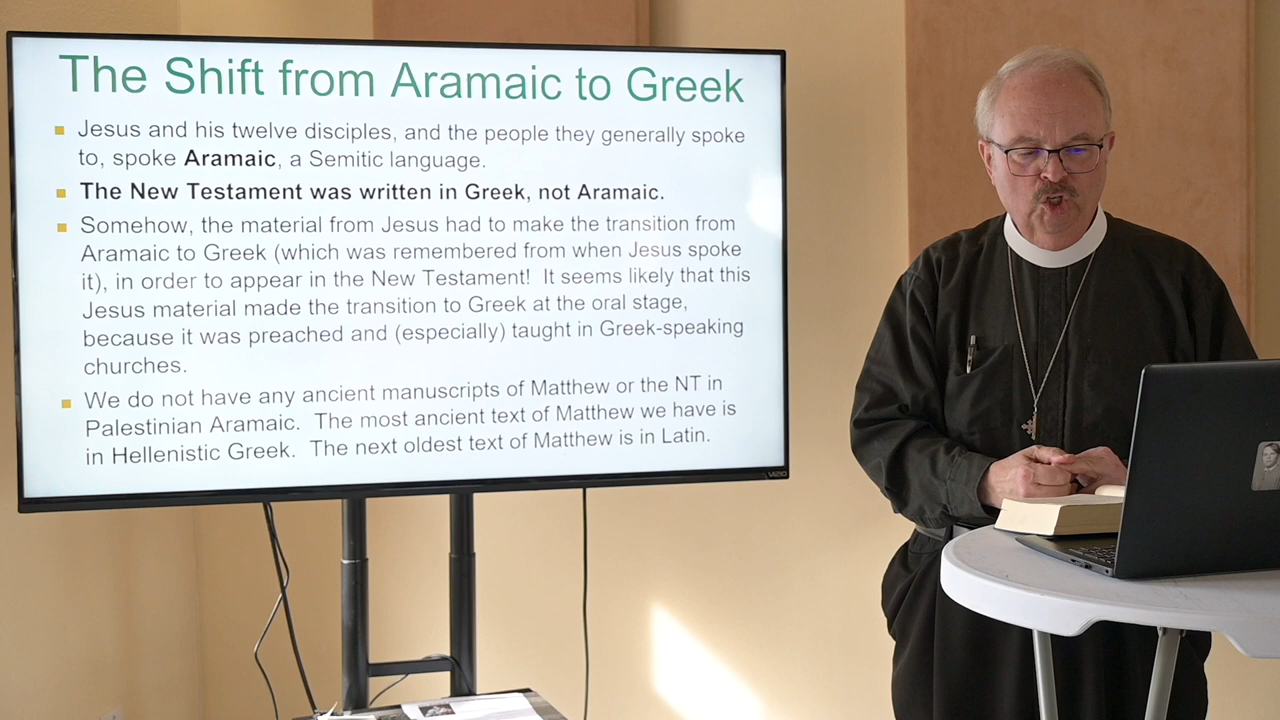 The Shift from Aramaic to Greek
Jesus and his twelve disciples, and the people they generally spoke
to, spoke Aramaic, a Semitic language.
The New Testament was written in Greek, not Aramaic.
Somehow, the material from Jesus had to make the transition from
Aramaic to Greek (which was remembered from when Jesus spoke
it), in order to appear in the New Testament! It seems likely that this
Jesus material made the transition to Greek at the oral stage,
because it was preached and (especially) taught in Greek-speaking
churches.
We do not have any ancient manuscripts of Matthew or the NT in
Palestinian Aramaic. The most ancient text of Matthew we have is
in Hellenistic Greek. The next oldest text of Matthew is in Latin.
VIZIO